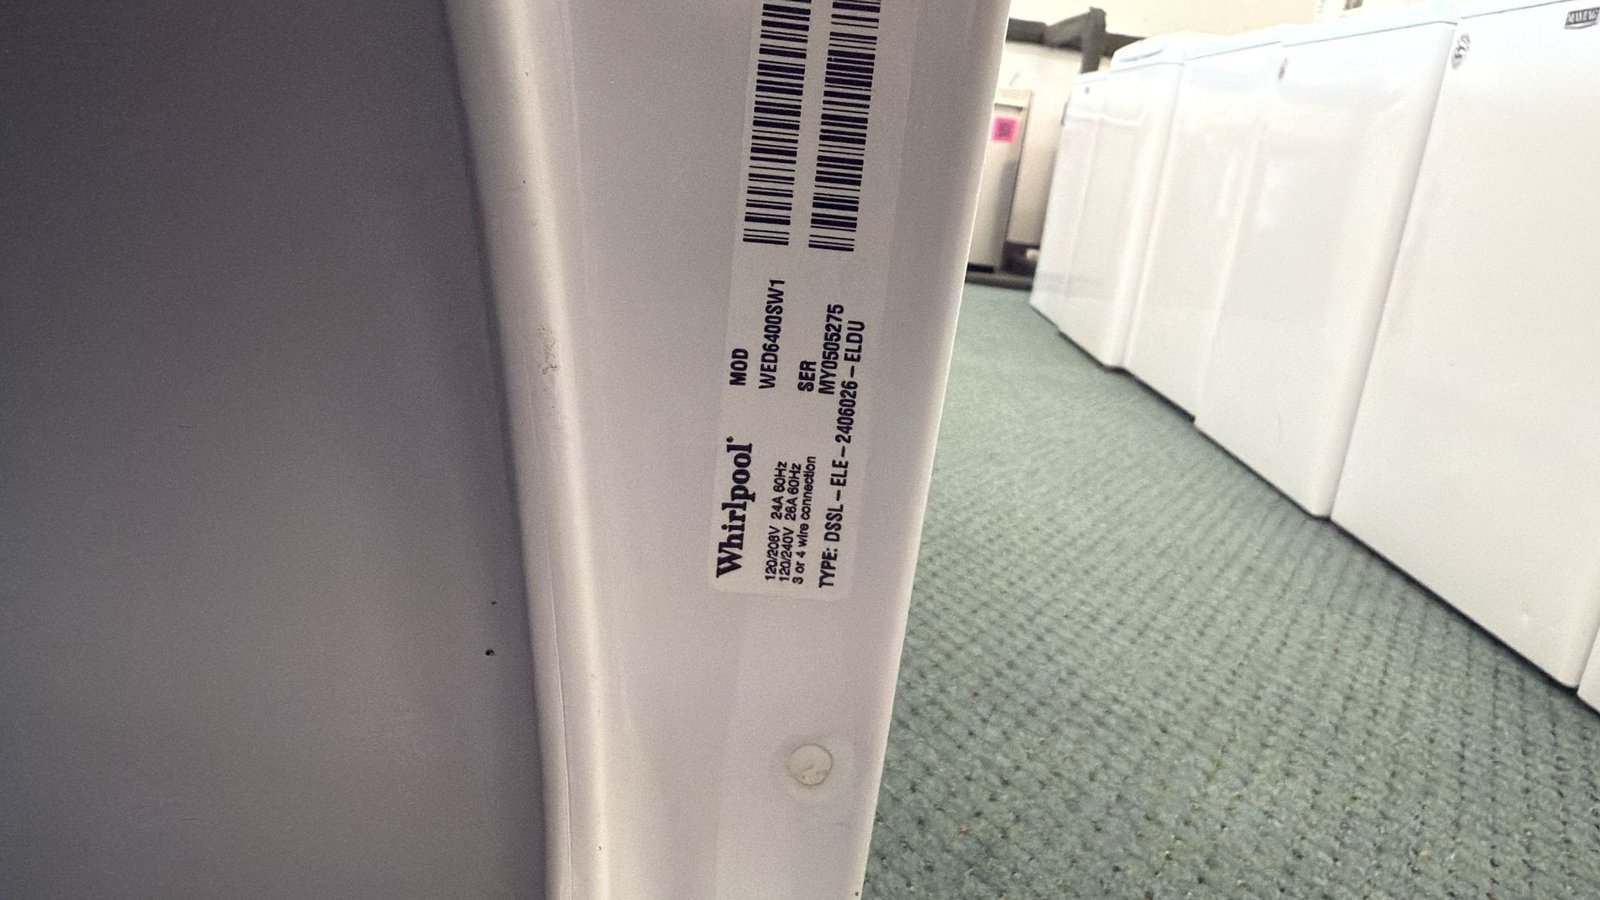 MOD
WED6400SW1
SER
MY0505275
Whirlpool
120/208V 24A 60Hz
120/240V 26A 60Hz
3 or 4 wire connection
TYPE: DSSL-ELE-2406026-ELDU
MAYTAG